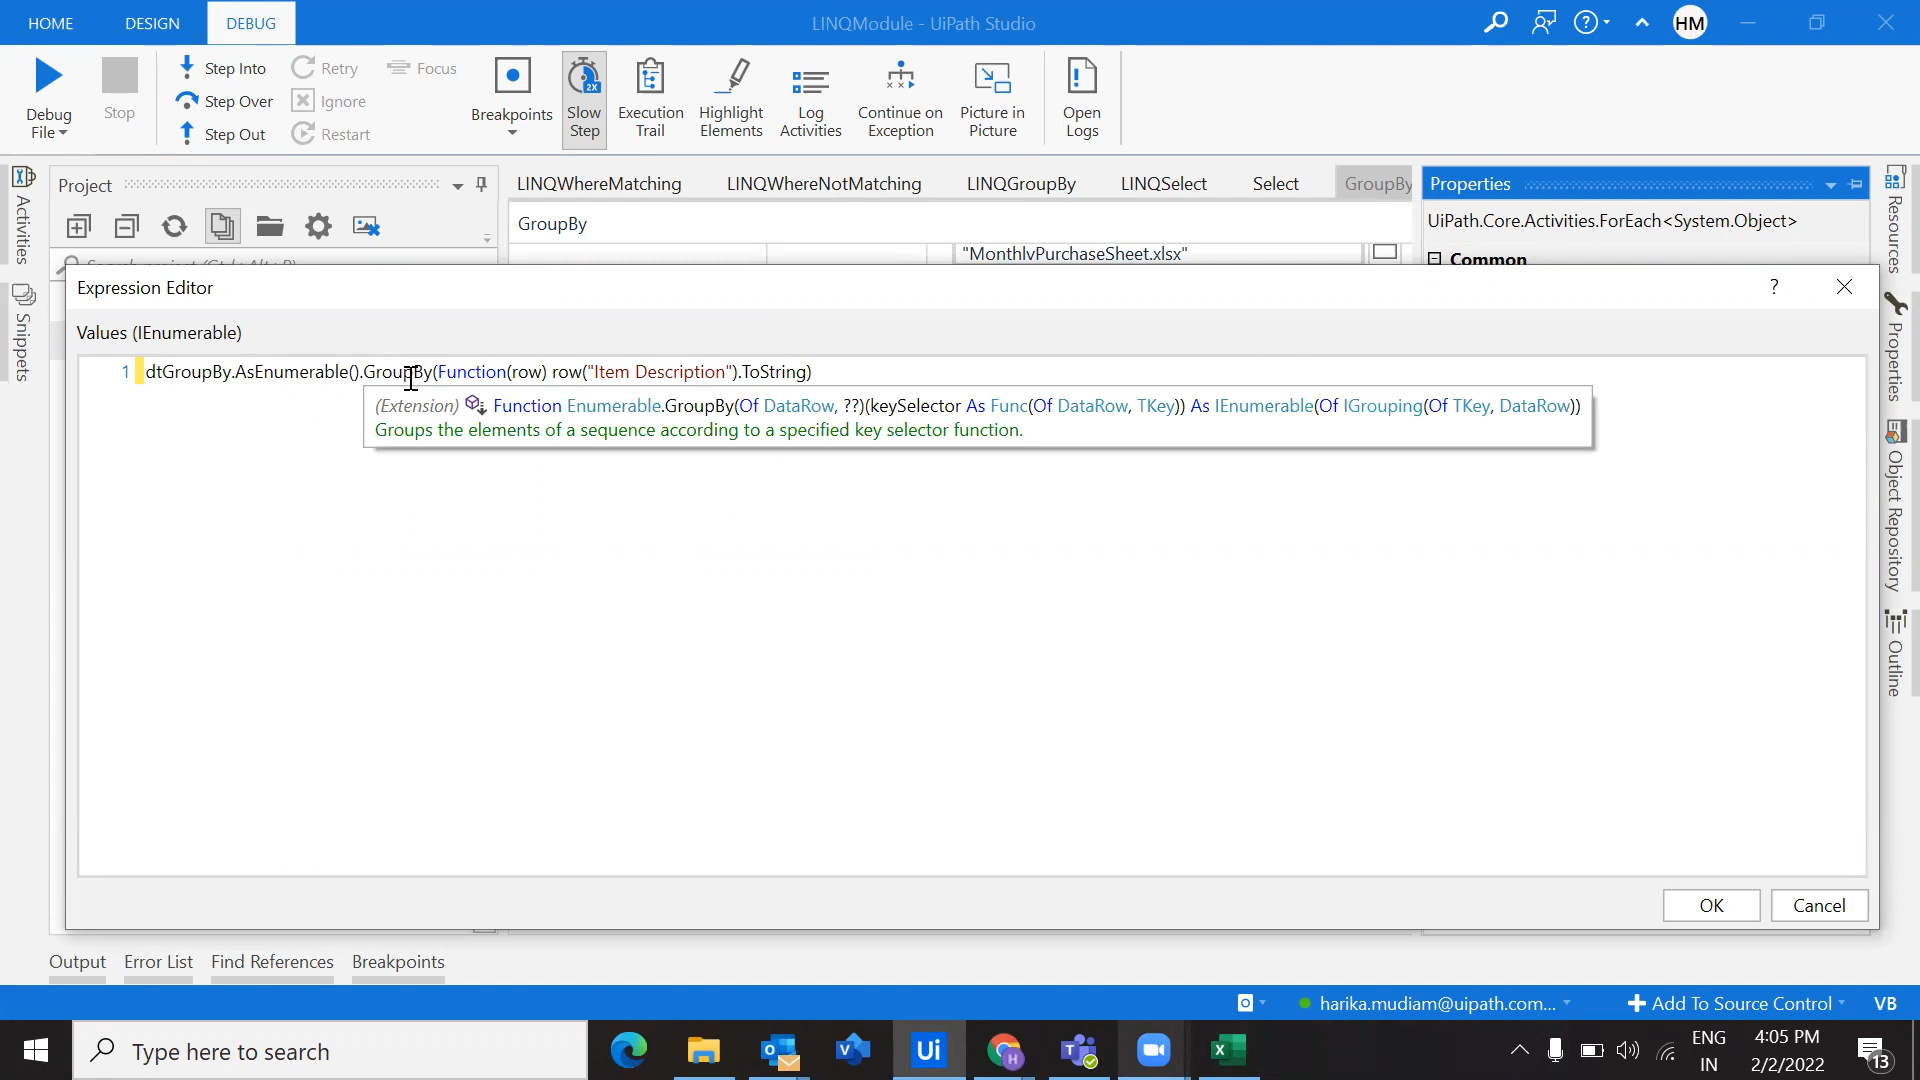 HOME DESIGN DEBUG LINQModule - UiPath Studio HM
Debug File Stop Step Into Step Over Step Out Retry Ignore Restart Focus Breakpoints Slow Step Execution Trail Highlight Elements Log Activities Continue on Exception Picture in Picture Open Logs
2X
Activities
Snippets
Project
LINQWhereMatching LINQWhereNotMatching LINQGroupBy LINQSelect Select GroupBy
GroupBy
"MonthlyPurchaseSheet.xlsx"
Properties
UiPath.Core.Activities.ForEach<System.Object>
Common
Resources
Properties
Object Repository
Outline
Search project (Ctrl+Alt+P)
Expression Editor ?
Values (IEnumerable)
1 dtGroupBy.AsEnumerable().GroupBy(Function(row) row("Item Description").ToString)
(Extension) Function Enumerable.GroupBy(Of DataRow, ??)(keySelector As Func(Of DataRow, TKey)) As IEnumerable(Of IGrouping(Of TKey, DataRow))
Groups the elements of a sequence according to a specified key selector function.
OK Cancel
Output Error List Find References Breakpoints
harika.mudiam@uipath.com... Add To Source Control VB
Type here to search
Ui
ENG
IN
4:05 PM
2/2/2022
13